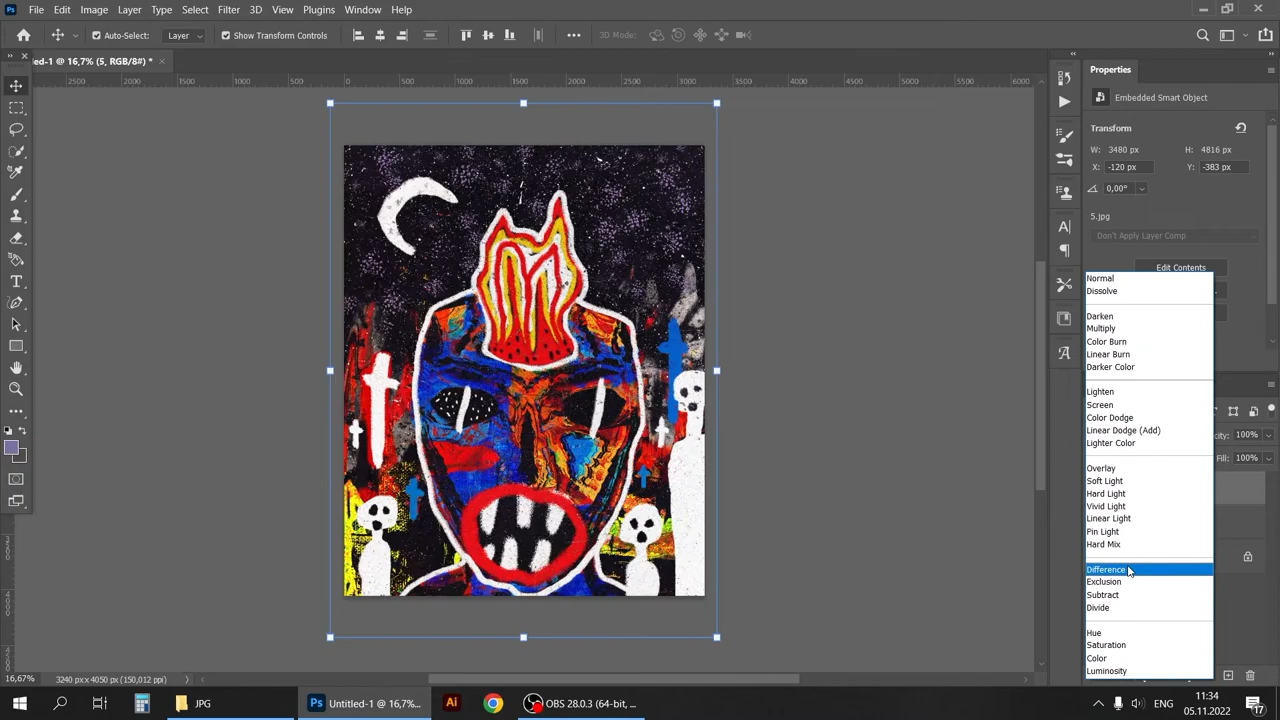 Ps File Edit Image Layer Type Select Filter 3D View Plugins Window Help
Auto-Select: Layer Show Transform Controls 3D Mode:
led-1 @ 16,7% (5, RGB/8#) *
2500 2000 1500 1000 500 0 500 1000 1500 2000 2500 3000 3500 4000 4500 5000 5500 6000
Properties
Embedded Smart Object
Transform
W: 3480 px H: 4816 px
X: -120 px Y: -383 px
0,00°
5.jpg
Don't Apply Layer Comp
Edit Contents
Normal
Dissolve
Darken
Multiply
Color Burn
Linear Burn
Darker Color
Lighten
Screen
Color Dodge
Linear Dodge (Add)
Lighter Color
Overlay
Soft Light
Hard Light
Vivid Light
Linear Light
Pin Light
Hard Mix
Difference
Exclusion
Subtract
Divide
Hue
Saturation
Color
Luminosity
city: 100%
Fill: 100%
16,67% 3240 px x 4050 px (150 ppi)
JPG
Ps Untitled-1 @ 16,7%...
Ai
OBS 28.0.3 (64-bit, ...
ENG
11:34
05.11.2022
17